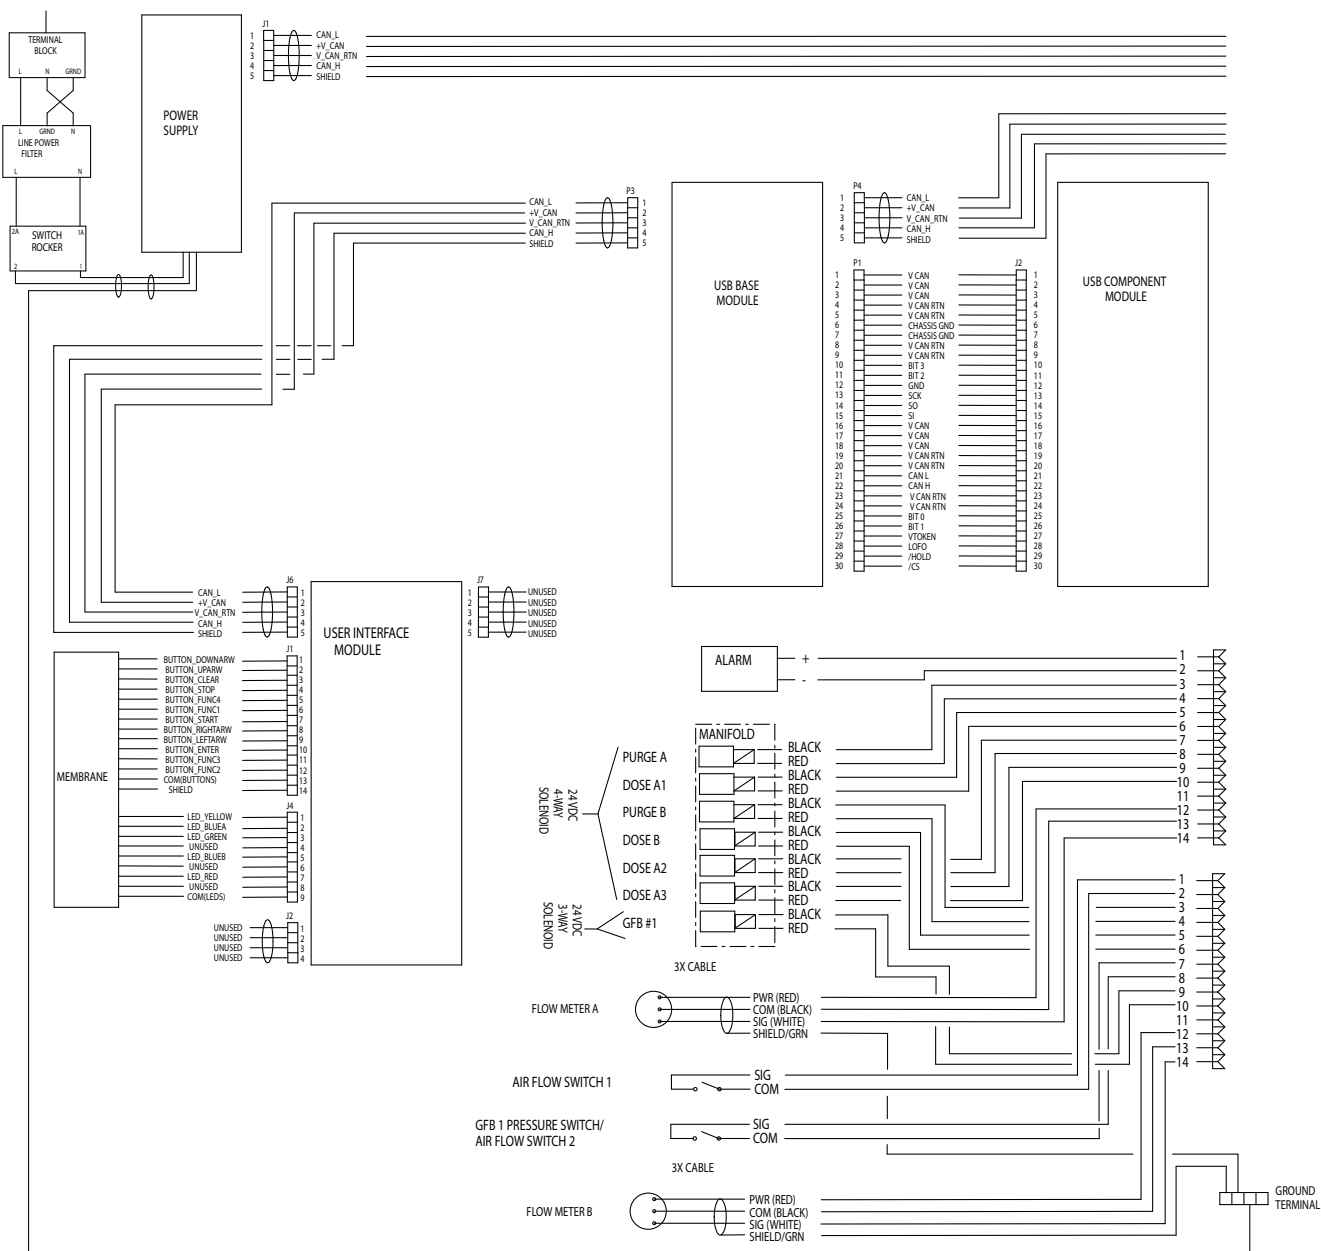 TERMINAL
BLOCK
L N GRND
L GRND N
LINE POWER
FILTER
L N
2A 1A
SWITCH
ROCKER
2 1
POWER
SUPPLY
J1
1 CAN_L
2 +V_CAN
3 V_CAN_RTN
4 CAN_H
5 SHIELD
P3
CAN_L 1
+V_CAN 2
V_CAN_RTN 3
CAN_H 4
SHIELD 5
USB BASE
MODULE
P4
1 CAN_L
2 +V_CAN
3 V_CAN_RTN
4 CAN_H
5 SHIELD
USB COMPONENT
MODULE
P1 J2
1 V CAN 1
2 V CAN 2
3 V CAN 3
4 V CAN RTN 4
5 V CAN RTN 5
6 CHASSIS GND 6
7 CHASSIS GND 7
8 V CAN RTN 8
9 V CAN RTN 9
10 BIT 3 10
11 BIT 2 11
12 GND 12
13 SCK 13
14 SO 14
15 SI 15
16 V CAN 16
17 V CAN 17
18 V CAN 18
19 V CAN RTN 19
20 V CAN RTN 20
21 CAN L 21
22 CAN H 22
23 V CAN RTN 23
24 V CAN RTN 24
25 BIT 0 25
26 BIT 1 26
27 VTOKEN 27
28 LOFO 28
29 /HOLD 29
30 /CS 30
J6
CAN_L 1
+V_CAN 2
V_CAN_RTN 3
CAN_H 4
SHIELD 5
USER INTERFACE
MODULE
J7
1 UNUSED
2 UNUSED
3 UNUSED
4 UNUSED
5 UNUSED
MEMBRANE
J1
BUTTON_DOWNARW 1
BUTTON_UPARW 2
BUTTON_CLEAR 3
BUTTON_STOP 4
BUTTON_FUNC4 5
BUTTON_FUNC1 6
BUTTON_START 7
BUTTON_RIGHTARW 8
BUTTON_LEFTARW 9
BUTTON_ENTER 10
BUTTON_FUNC3 11
BUTTON_FUNC2 12
COM(BUTTONS) 13
SHIELD 14
J4
LED_YELLOW 1
LED_BLUEA 2
LED_GREEN 3
UNUSED 4
LED_BLUEB 5
UNUSED 6
LED_RED 7
UNUSED 8
COM(LEDS) 9
J2
UNUSED 1
UNUSED 2
UNUSED 3
UNUSED 4
ALARM
+
-
MANIFOLD
24VDC
4-WAY
SOLENOID
PURGE A
DOSE A1
PURGE B
DOSE B
DOSE A2
DOSE A3
24VDC
3-WAY
SOLENOID
GFB #1
BLACK
RED
BLACK
RED
BLACK
RED
BLACK
RED
BLACK
RED
BLACK
RED
BLACK
RED
1
2
3
4
5
6
7
8
9
10
11
12
13
14
1
2
3
4
5
6
7
8
9
10
11
12
13
14
3X CABLE
FLOW METER A
PWR (RED)
COM (BLACK)
SIG (WHITE)
SHIELD/GRN
AIR FLOW SWITCH 1
SIG
COM
GFB 1 PRESSURE SWITCH/
AIR FLOW SWITCH 2
SIG
COM
3X CABLE
FLOW METER B
PWR (RED)
COM (BLACK)
SIG (WHITE)
SHIELD/GRN
GROUND
TERMINAL